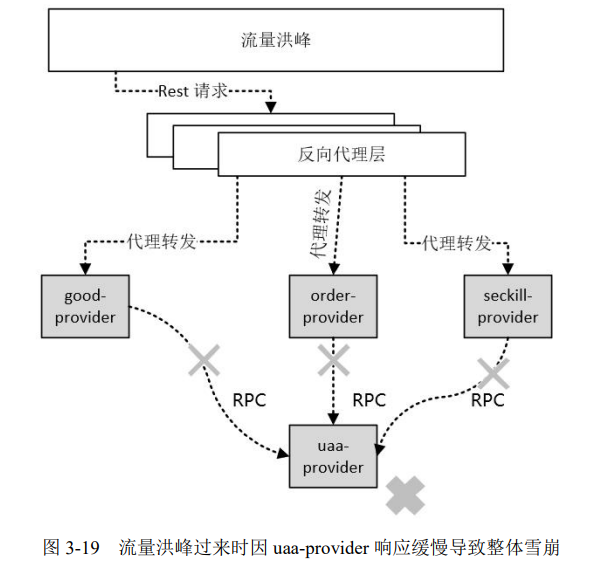 流量洪峰
Rest 请求
反向代理层
代理转发
代理转发
代理转发
good-
provider
order-
provider
seckill-
provider
RPC
RPC
RPC
uaa-
provider
图 3-19 流量洪峰过来时因 uaa-provider 响应缓慢导致整体雪崩